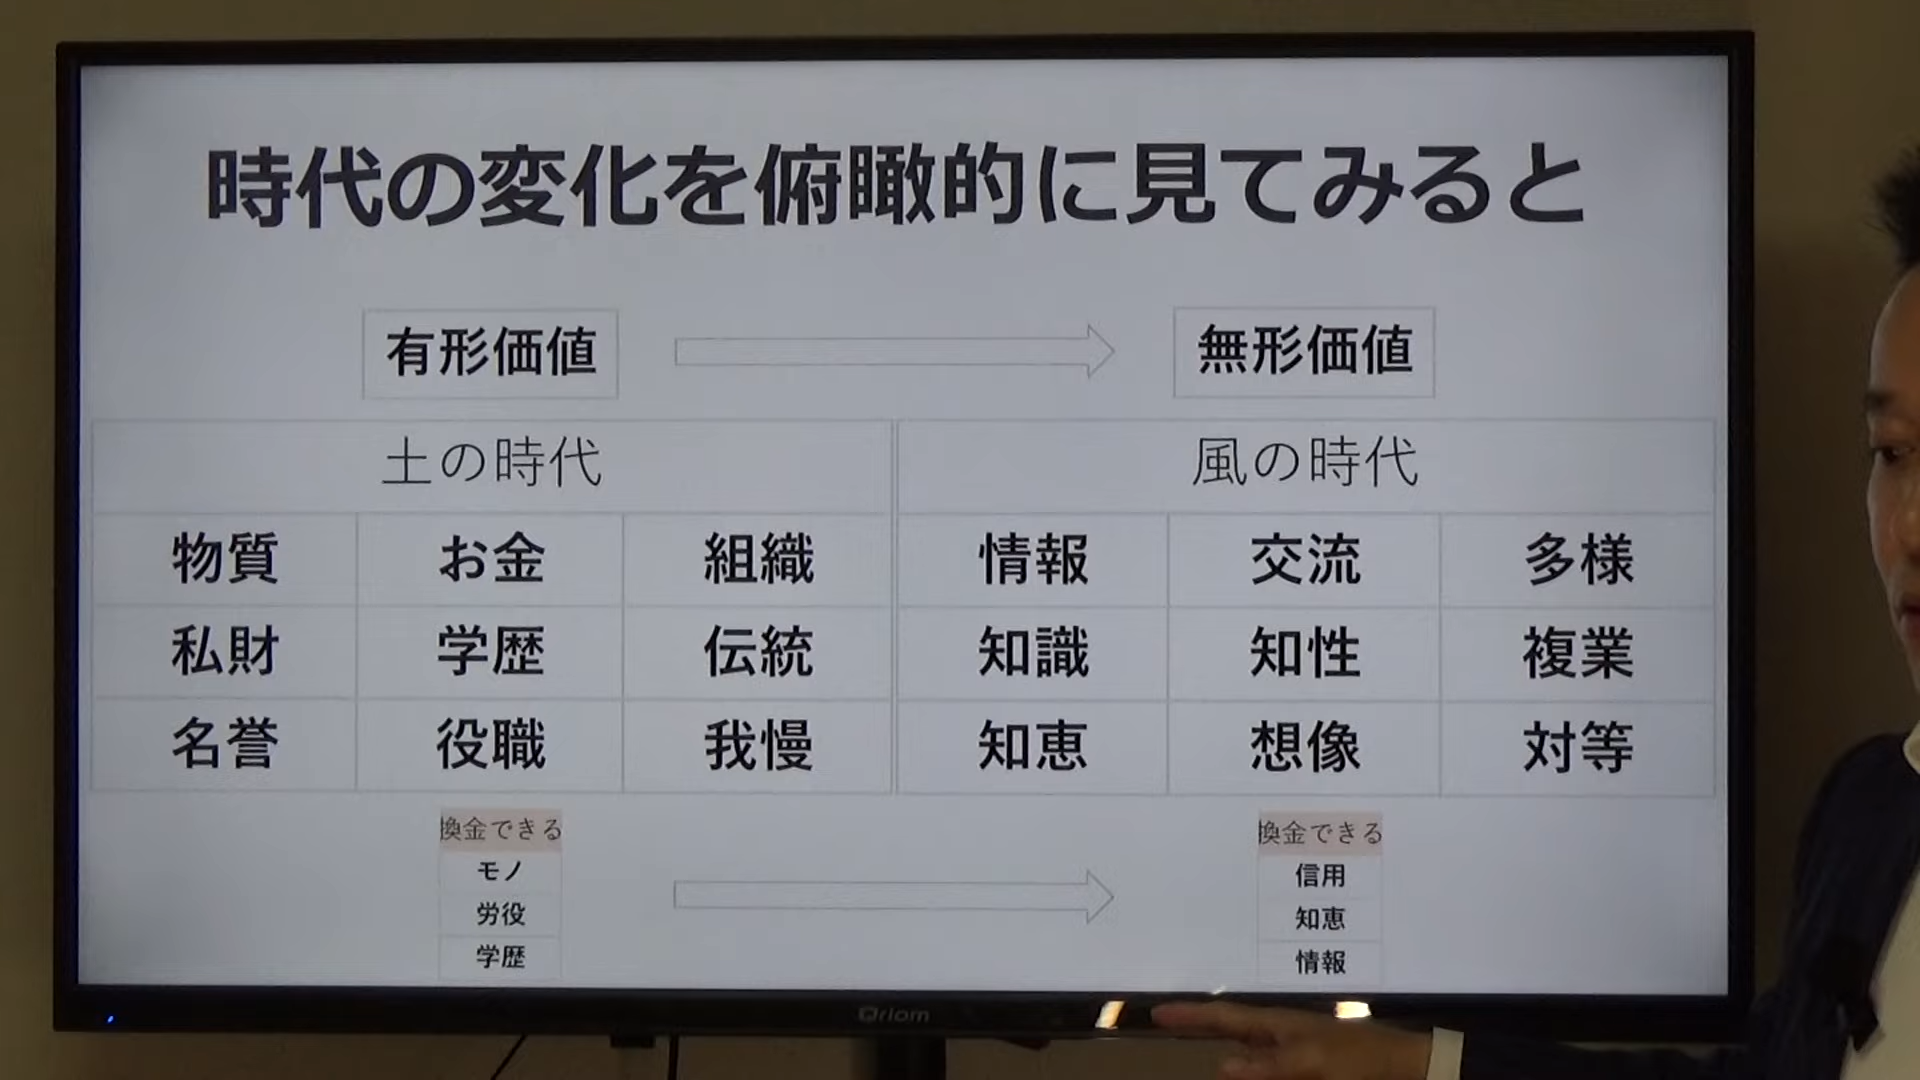 時代の変化を俯瞰的に見てみると
有形価値 無形価値
土の時代 風の時代
物質 お金 組織 情報 交流 多様
私財 学歴 伝統 知識 知性 複業
名誉 役職 我慢 知恵 想像 対等
換金できる 換金できる
モノ 信用
労役 知恵
学歴 情報
Qriom